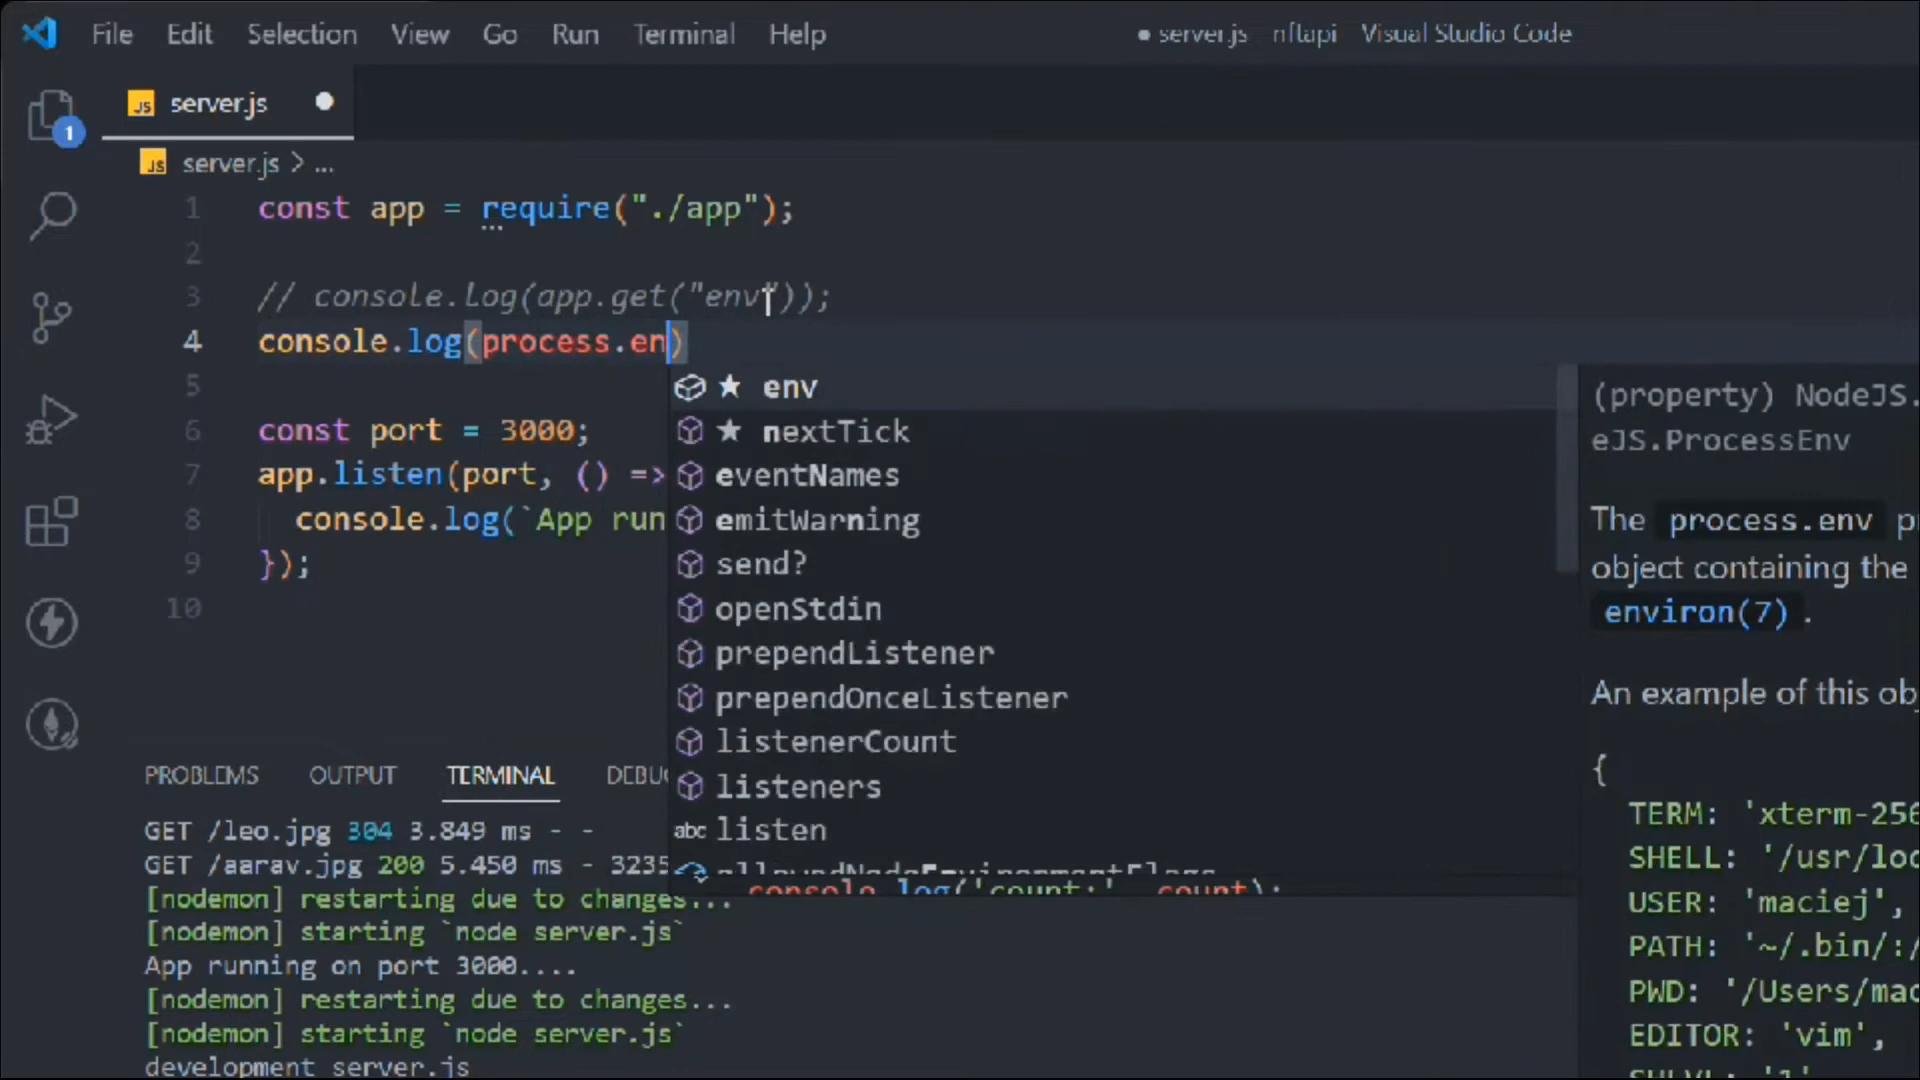 File Edit Selection View Go Run Terminal Help
● server.js nftapi Visual Studio Code
1
JS server.js ●
JS server.js > ...
1 const app = require("./app");
2
3 // console.log(app.get("env"));
4 console.log(process.en)
5
6 const port = 3000;
7 app.listen(port, () =>
8 console.log(`App run
9 });
10
★ env
★ nextTick
eventNames
emitWarning
send?
openStdin
prependListener
prependOnceListener
listenerCount
listeners
abc listen
allowedNodeEnvironmentFlags
console.log('count:', count);
(property) NodeJS.
eJS.ProcessEnv
The process.env p
object containing the
environ(7) .
An example of this ob
{
TERM: 'xterm-256
SHELL: '/usr/loc
USER: 'maciej',
PATH: '~/.bin/:/
PWD: '/Users/mac
EDITOR: 'vim',
SHLVL: '1'
PROBLEMS OUTPUT TERMINAL DEBU
GET /leo.jpg 304 3.849 ms - -
GET /aarav.jpg 200 5.450 ms - 3235
[nodemon] restarting due to changes...
[nodemon] starting `node server.js`
App running on port 3000....
[nodemon] restarting due to changes...
[nodemon] starting `node server.js`
development server.js